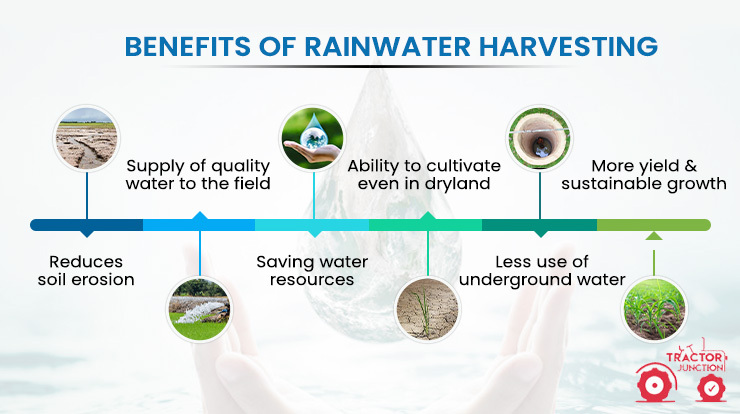 BENEFITS OF RAINWATER HARVESTING
Supply of quality
water to the field
Ability to cultivate
even in dryland
More yield &
sustainable growth
Reduces
soil erosion
Saving water
resources
Less use of
underground water
TRACTOR
JUNCTION